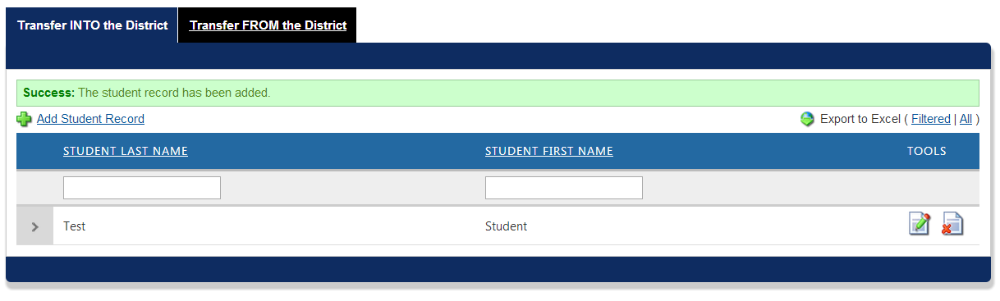 Transfer INTO the District Transfer FROM the District
Success: The student record has been added.
Add Student Record Export to Excel ( Filtered | All )
STUDENT LAST NAME STUDENT FIRST NAME TOOLS
Test Student